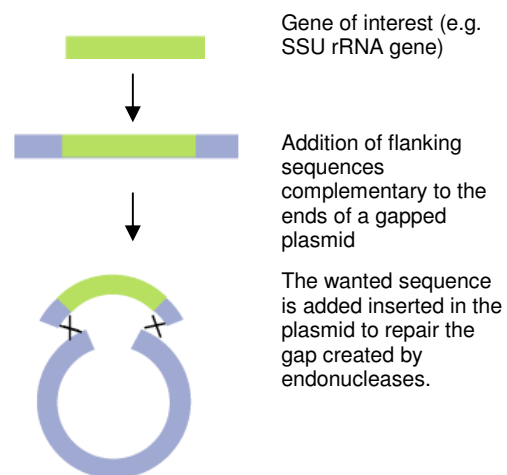 Gene of interest (e.g.
SSU rRNA gene)
Addition of flanking
sequences
complementary to the
ends of a gapped
plasmid
The wanted sequence
is added inserted in the
plasmid to repair the
gap created by
endonucleases.